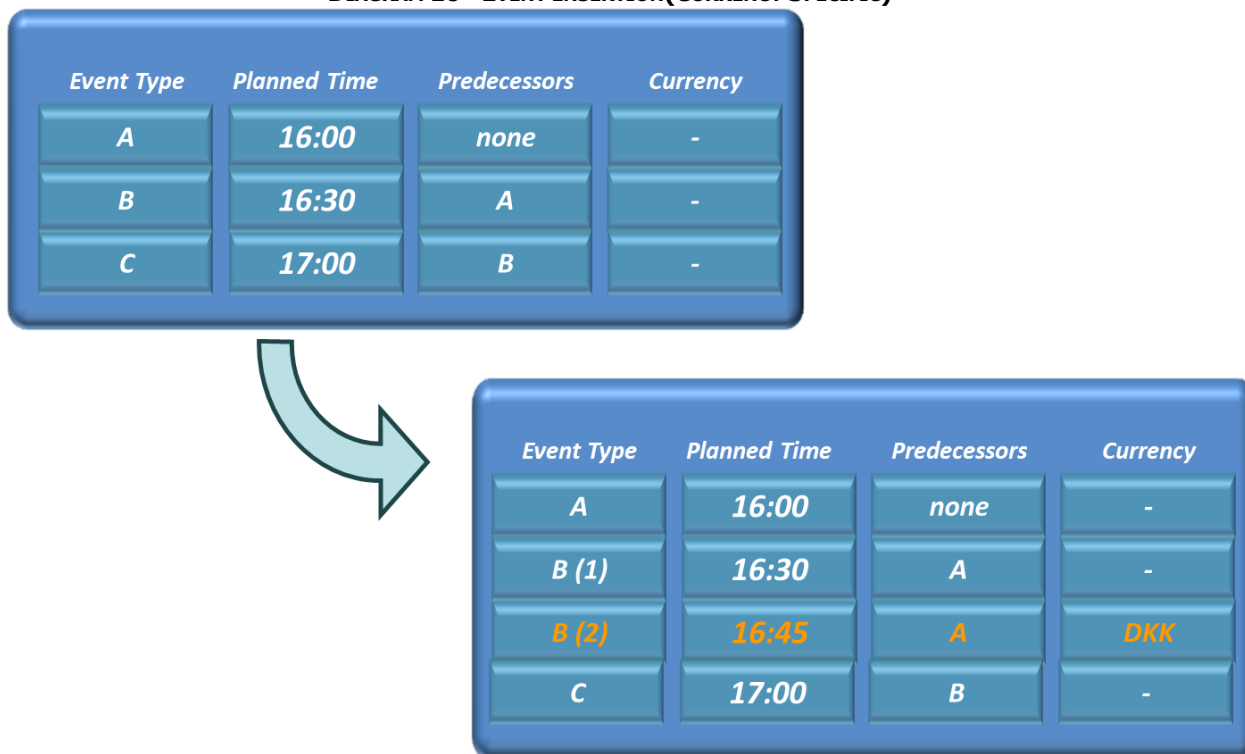 Event Type Planned Time Predecessors Currency
A 16:00 none -
B 16:30 A -
C 17:00 B -
Event Type Planned Time Predecessors Currency
A 16:00 none -
B (1) 16:30 A -
B (2) 16:45 A DKK
C 17:00 B -